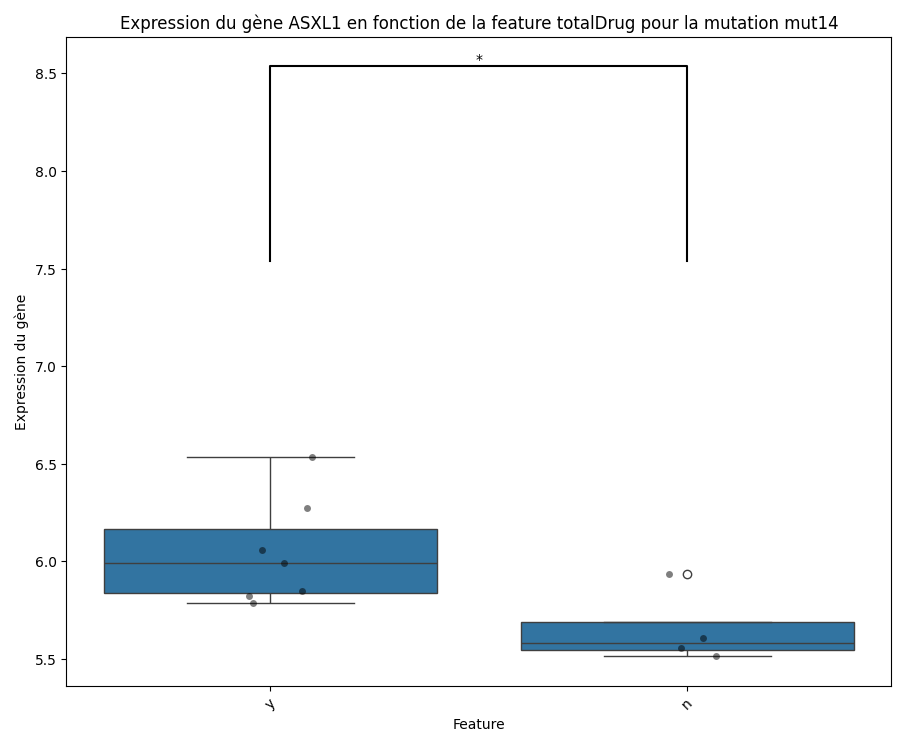 Expression du gène ASXL1 en fonction de la feature totalDrug pour la mutation mut14
*
8.5
8.0
7.5
7.0
6.5
6.0
5.5
Expression du gène
y
n
Feature